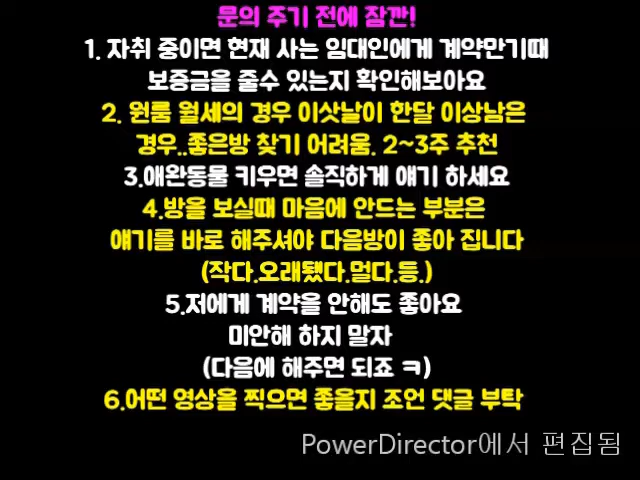 문의 주기 전에 잠깐!
1. 자취 중이면 현재 사는 임대인에게 계약만기때
보증금을 줄수 있는지 확인해보아요
2. 원룸 월세의 경우 이삿날이 한달 이상남은
경우..좋은방 찾기 어려움. 2~3주 추천
3.애완동물 키우면 솔직하게 얘기 하세요
4.방을 보실때 마음에 안드는 부분은
얘기를 바로 해주셔야 다음방이 좋아 집니다
(작다.오래됐다.멀다.등.)
5.저에게 계약을 안해도 좋아요
미안해 하지 말자
(다음에 해주면 되죠 ㅋ)
6.어떤 영상을 찍으면 좋을지 조언 댓글 부탁
PowerDirector에서 편집됨